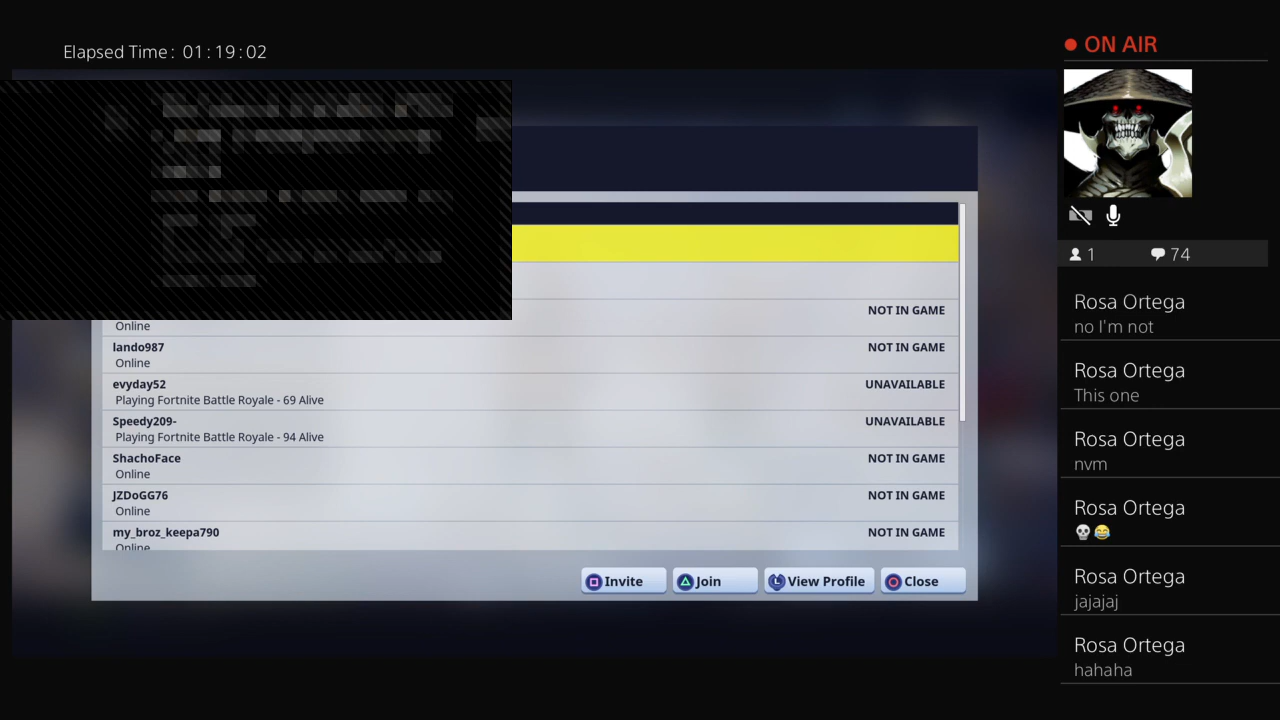 Elapsed Time: 01:19:02
ON AIR
1
74
NOT IN GAME
Online
lando987
NOT IN GAME
Online
evyday52
UNAVAILABLE
Playing Fortnite Battle Royale - 69 Alive
Speedy209-
UNAVAILABLE
Playing Fortnite Battle Royale - 94 Alive
ShachoFace
NOT IN GAME
Online
JZDoGG76
NOT IN GAME
Online
my_broz_keepa790
NOT IN GAME
Online
Invite
Join
View Profile
Close
Rosa Ortega
no I'm not
Rosa Ortega
This one
Rosa Ortega
nvm
Rosa Ortega
💀😂
Rosa Ortega
jajajaj
Rosa Ortega
hahaha